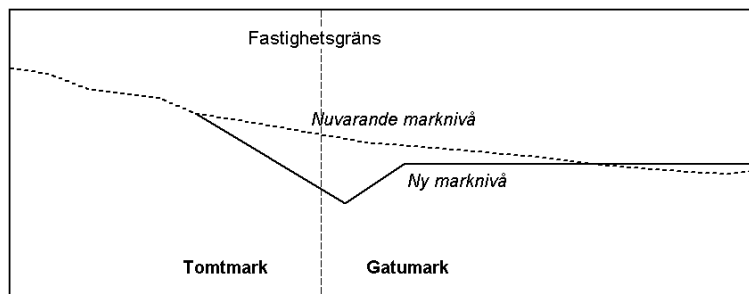 Fastighetsgräns
Nuvarande marknivå
Ny marknivå
Tomtmark
Gatumark